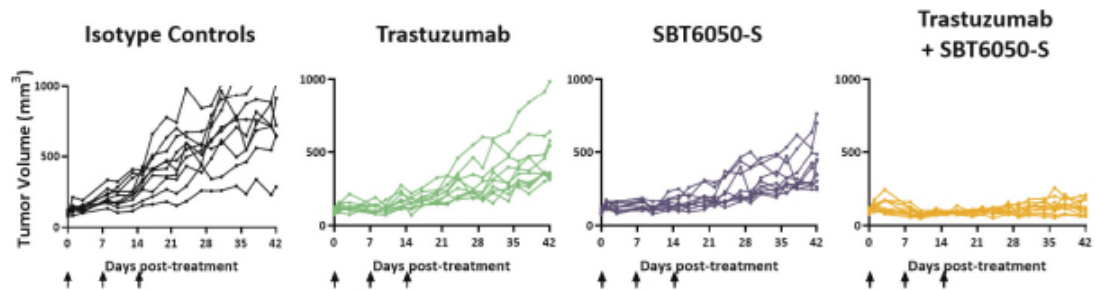 Isotype Controls
Trastuzumab
SBT6050-S
Trastuzumab
+ SBT6050-S
Tumor Volume (mm3)
1000
500
0
0 7 14 21 28 35 42
Days post-treatment
1000
500
0
0 7 14 21 28 35 42
Days post-treatment
1000
500
0
0 7 14 21 28 35 42
Days post-treatment
1000
500
0
0 7 14 21 28 35 42
Days post-treatment